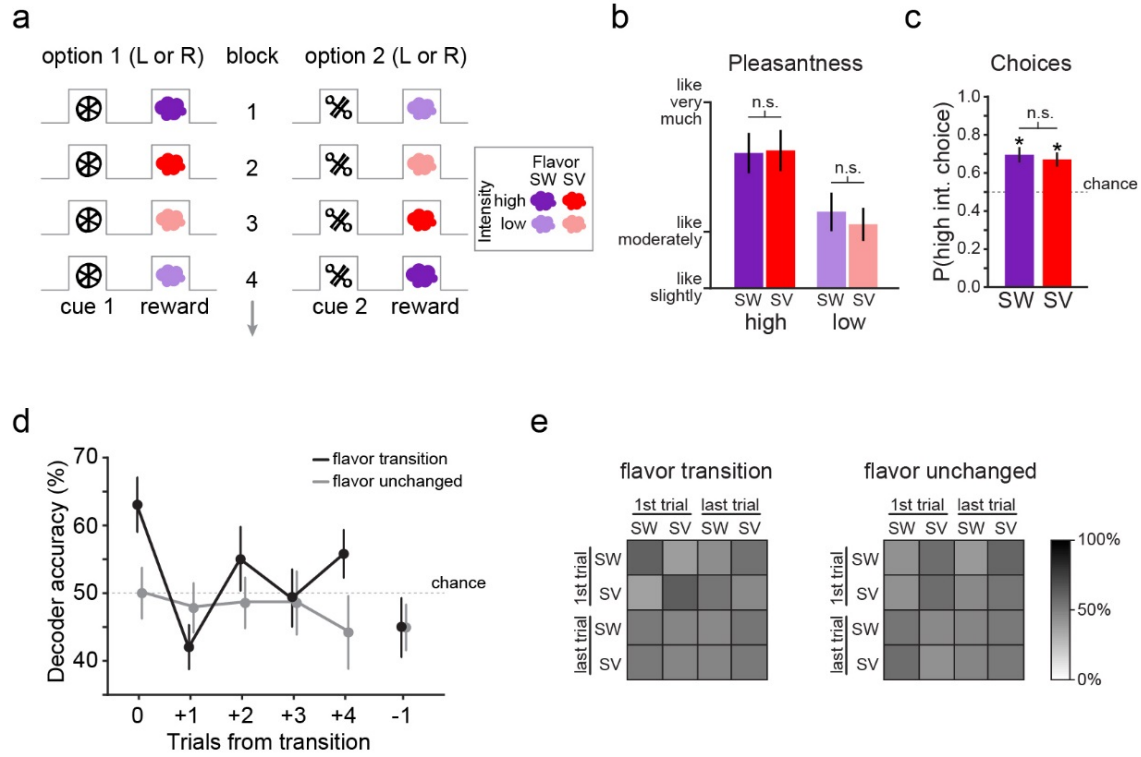 a
option 1 (L or R) block option 2 (L or R)
1
2
3
4
cue 1 reward cue 2 reward
Flavor
SW SV
Intensity
high
low
b
Pleasantness
like
very
much
like
moderately
like
slightly
n.s.
n.s.
SW SV SW SV
high low
c
Choices
P(high int. choice)
1.0
0.8
0.6
0.4
0.2
0.0
n.s.
* *
chance
SW SV
d
Decoder accuracy (%)
70
60
50
40
flavor transition
flavor unchanged
chance
0 +1 +2 +3 +4 -1
Trials from transition
e
flavor transition
1st trial last trial
SW SV SW SV
1st trial
SW
SV
last trial
SW
SV
flavor unchanged
1st trial last trial
SW SV SW SV
1st trial
SW
SV
last trial
SW
SV
100%
50%
0%